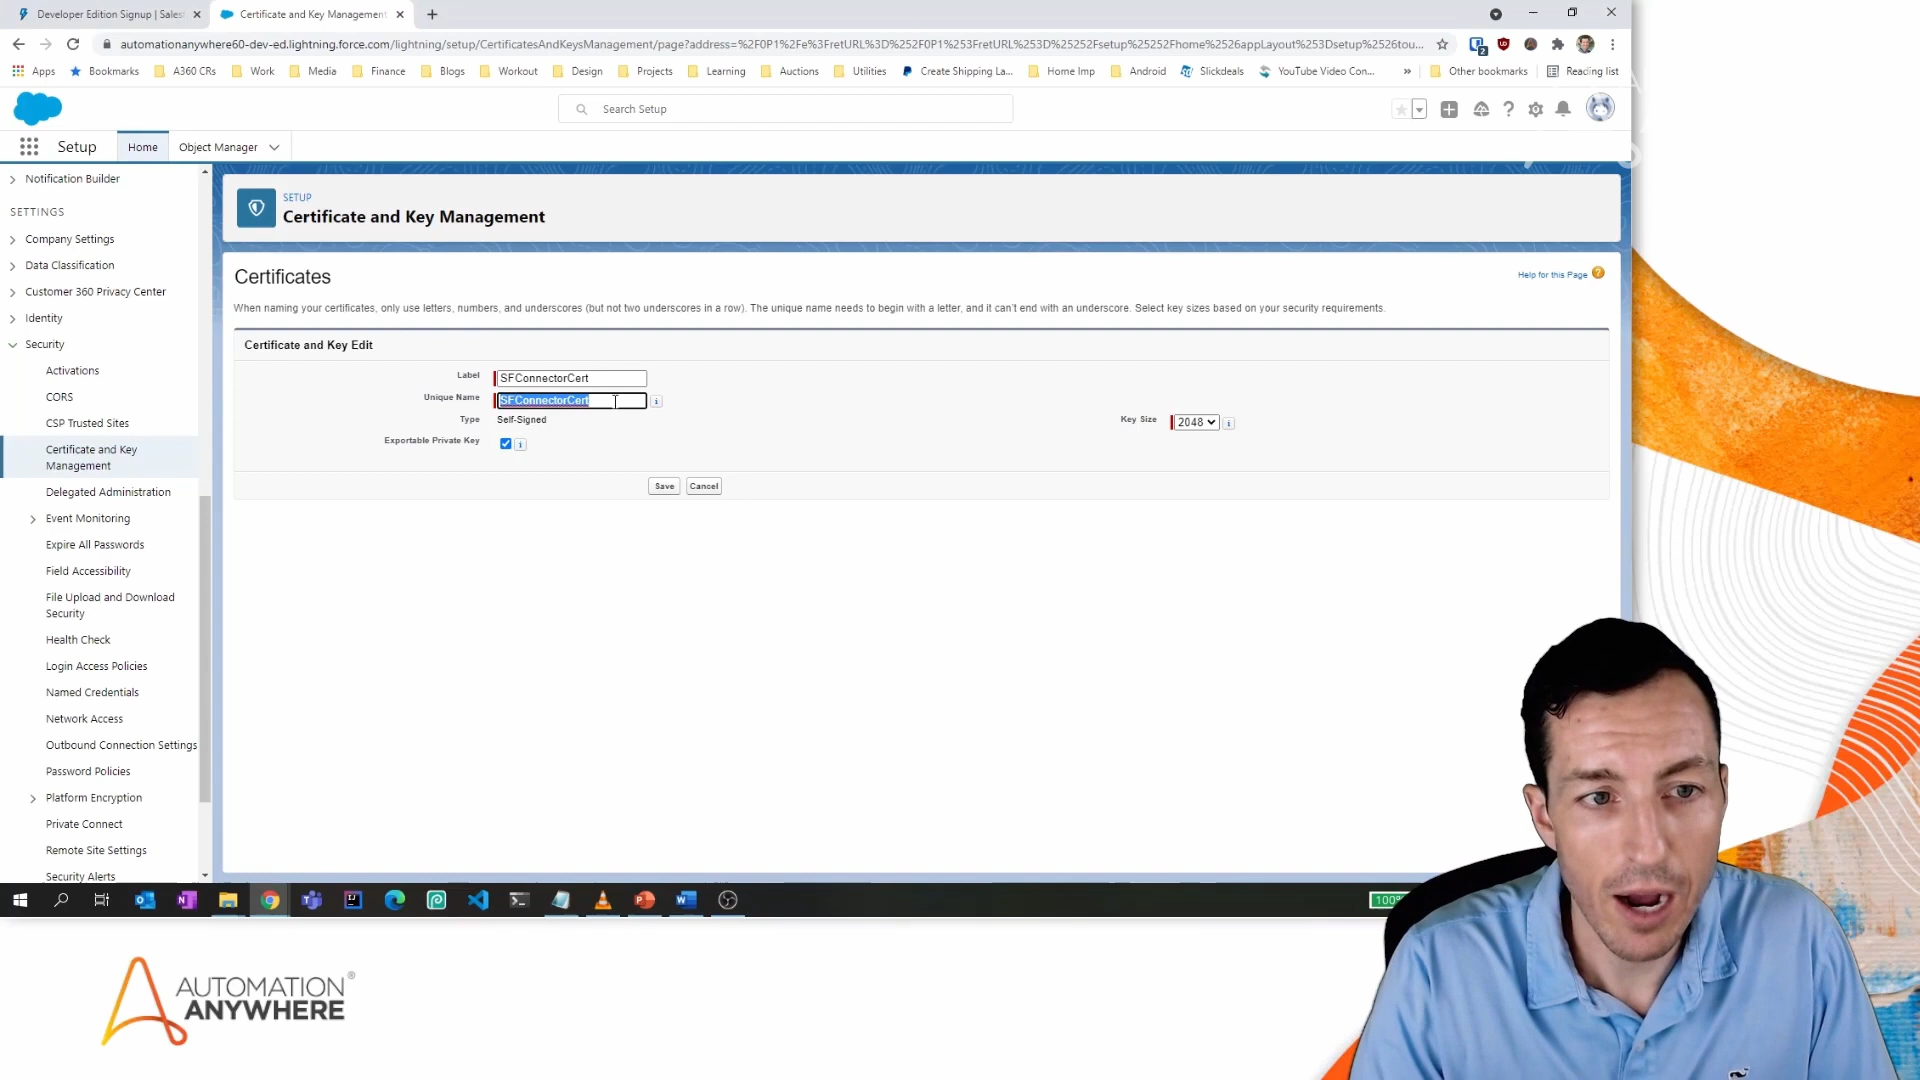 Developer Edition Signup | Sales
Certificate and Key Management
automationanywhere60-dev-ed.lightning.force.com/lightning/setup/CertificatesAndKeysManagement/page?address=%2F0P1%2Fe%3FretURL%3D%252F0P1%253FretURL%253D%25252Fsetup%25252Fhome%2526appLayout%253Dsetup%2526tou...
2
Apps
Bookmarks
A360 CRs
Work
Media
Finance
Blogs
Workout
Design
Projects
Learning
Auctions
Utilities
Create Shipping La...
Home Imp
Android
Slickdeals
YouTube Video Con...
»
Other bookmarks
Reading list
Search Setup
Setup
Home
Object Manager
Notification Builder
SETTINGS
Company Settings
Data Classification
Customer 360 Privacy Center
Identity
Security
Activations
CORS
CSP Trusted Sites
Certificate and Key
Management
Delegated Administration
Event Monitoring
Expire All Passwords
Field Accessibility
File Upload and Download
Security
Health Check
Login Access Policies
Named Credentials
Network Access
Outbound Connection Settings
Password Policies
Platform Encryption
Private Connect
Remote Site Settings
Security Alerts
SETUP
Certificate and Key Management
Certificates
Help for this Page
When naming your certificates, only use letters, numbers, and underscores (but not two underscores in a row). The unique name needs to begin with a letter, and it can't end with an underscore. Select key sizes based on your security requirements.
Certificate and Key Edit
Label SFConnectorCert
Unique Name SFConnectorCert
Type Self-Signed
Key Size 2048
Exportable Private Key
Save Cancel
100%
AUTOMATION®
ANYWHERE